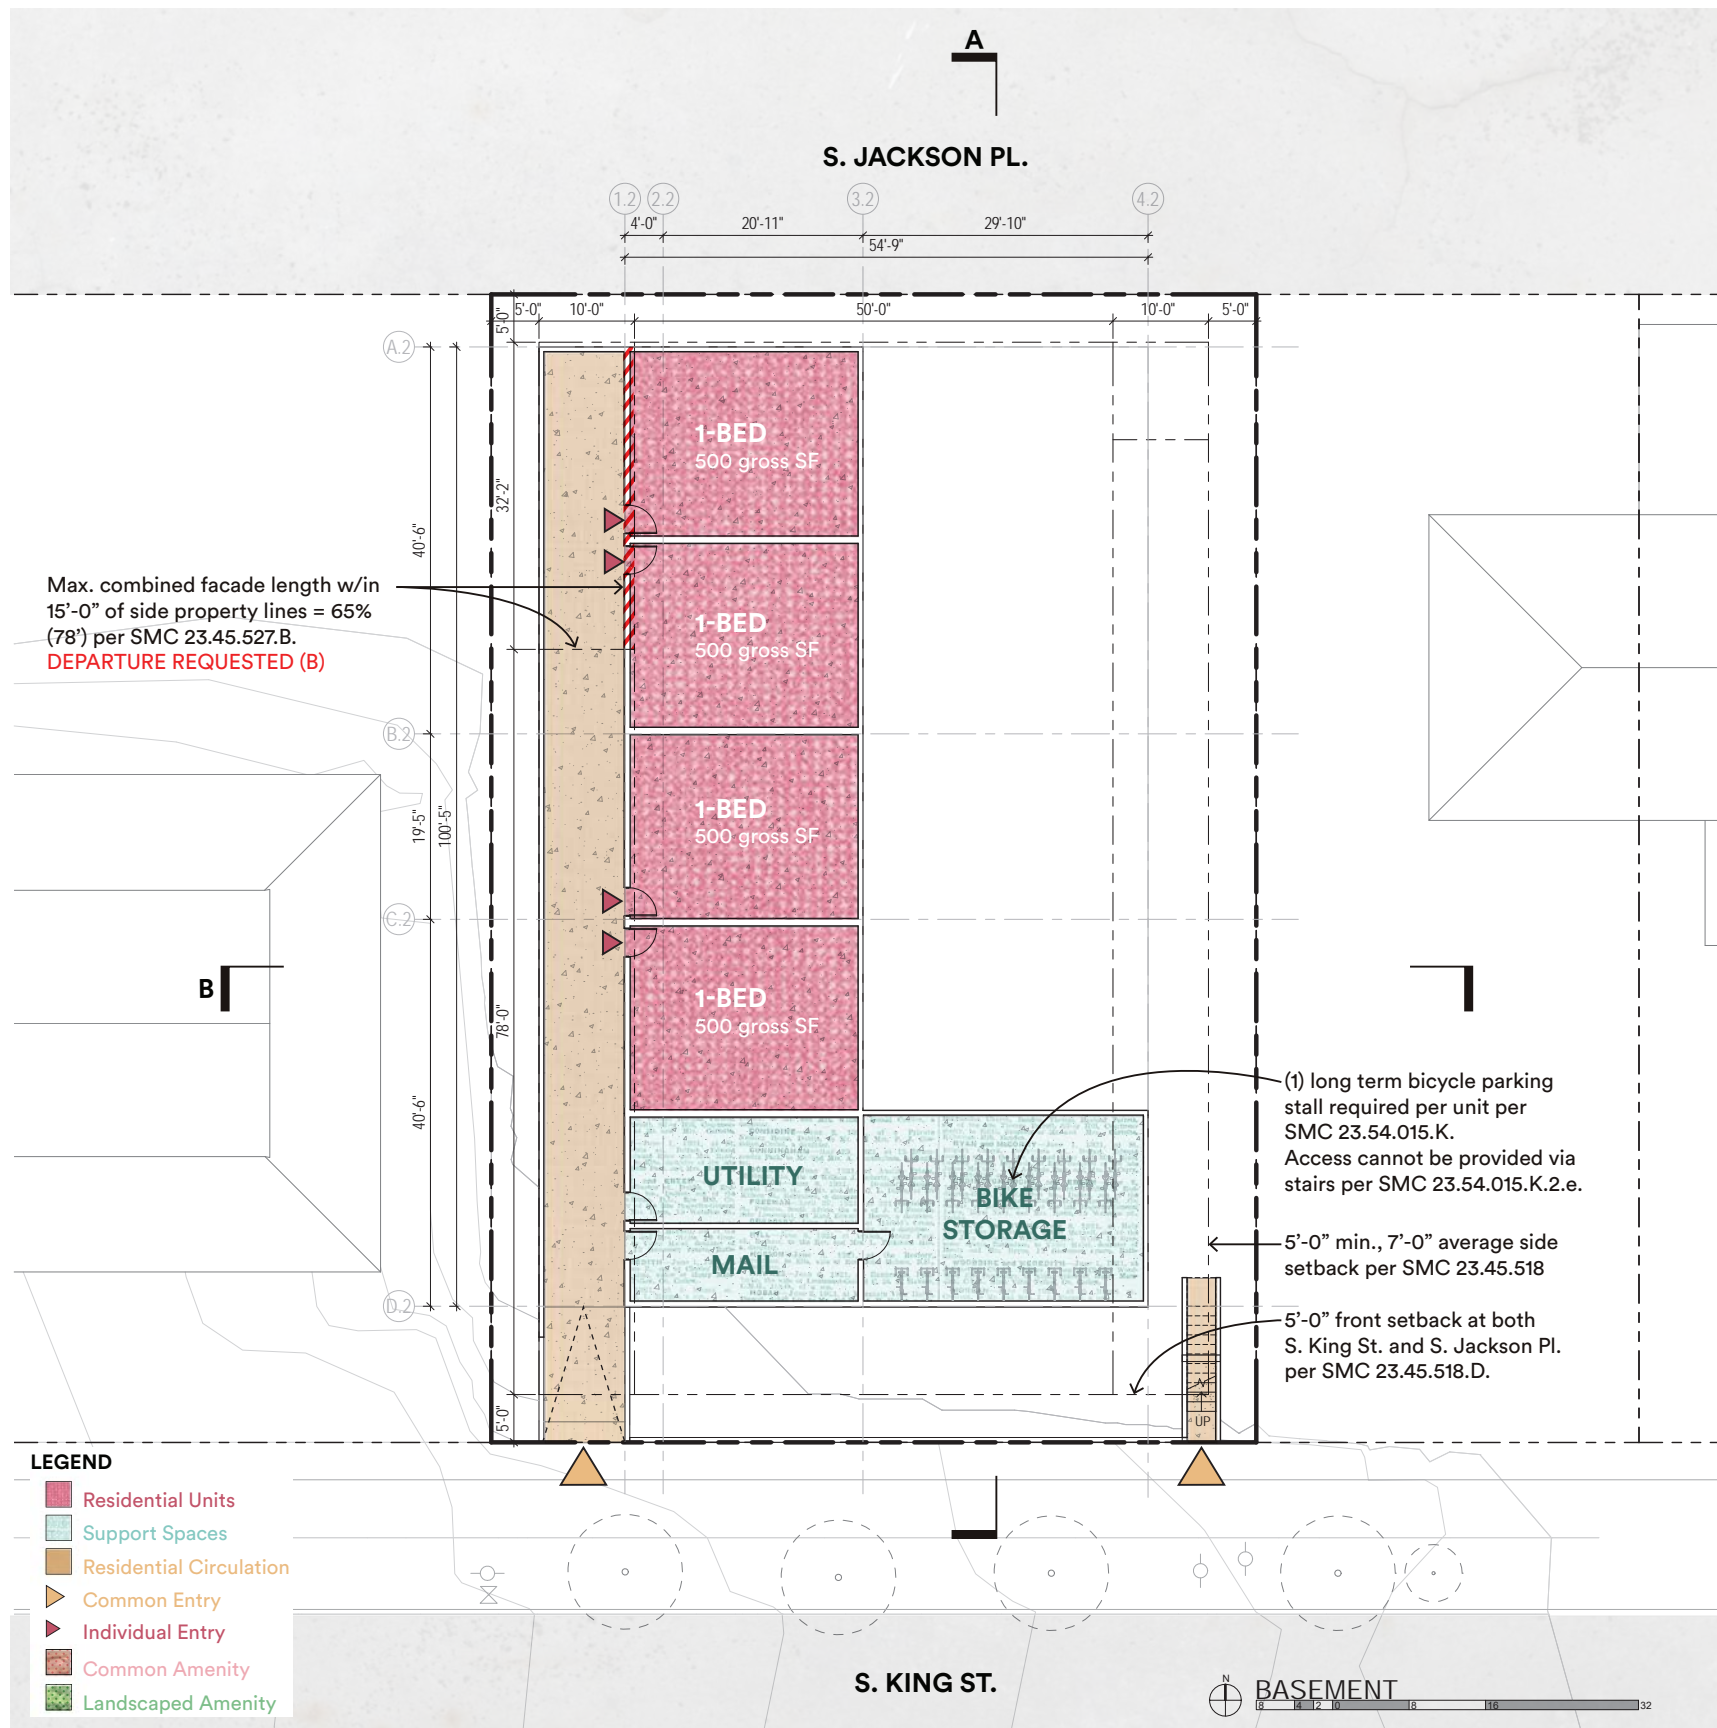 A
S. JACKSON PL.
1.2 2.2 3.2 4.2
4'-0" 20'-11" 29'-10"
54'-9"
5'-0" 10'-0" 50'-0" 10'-0" 5'-0"
5'-0"
A.2
1-BED
500 gross SF
32'-2"
40'-6"
Max. combined facade length w/in
15’-0” of side property lines = 65%
(78’) per SMC 23.45.527.B.
DEPARTURE REQUESTED (B)
1-BED
500 gross SF
B.2
19'-5"
100'-5"
1-BED
500 gross SF
C.2
B
1-BED
500 gross SF
78'-0"
40'-6"
(1) long term bicycle parking
stall required per unit per
SMC 23.54.015.K.
Access cannot be provided via
stairs per SMC 23.54.015.K.2.e.
UTILITY
BIKE
STORAGE
MAIL
5’-0” min., 7’-0” average side
setback per SMC 23.45.518
D.2
5’-0” front setback at both
S. King St. and S. Jackson Pl.
per SMC 23.45.518.D.
5'-0"
UP
LEGEND
Residential Units
Support Spaces
Residential Circulation
Common Entry
Individual Entry
Common Amenity
Landscaped Amenity
S. KING ST.
N
BASEMENT
8 4 2 0 8 16 32